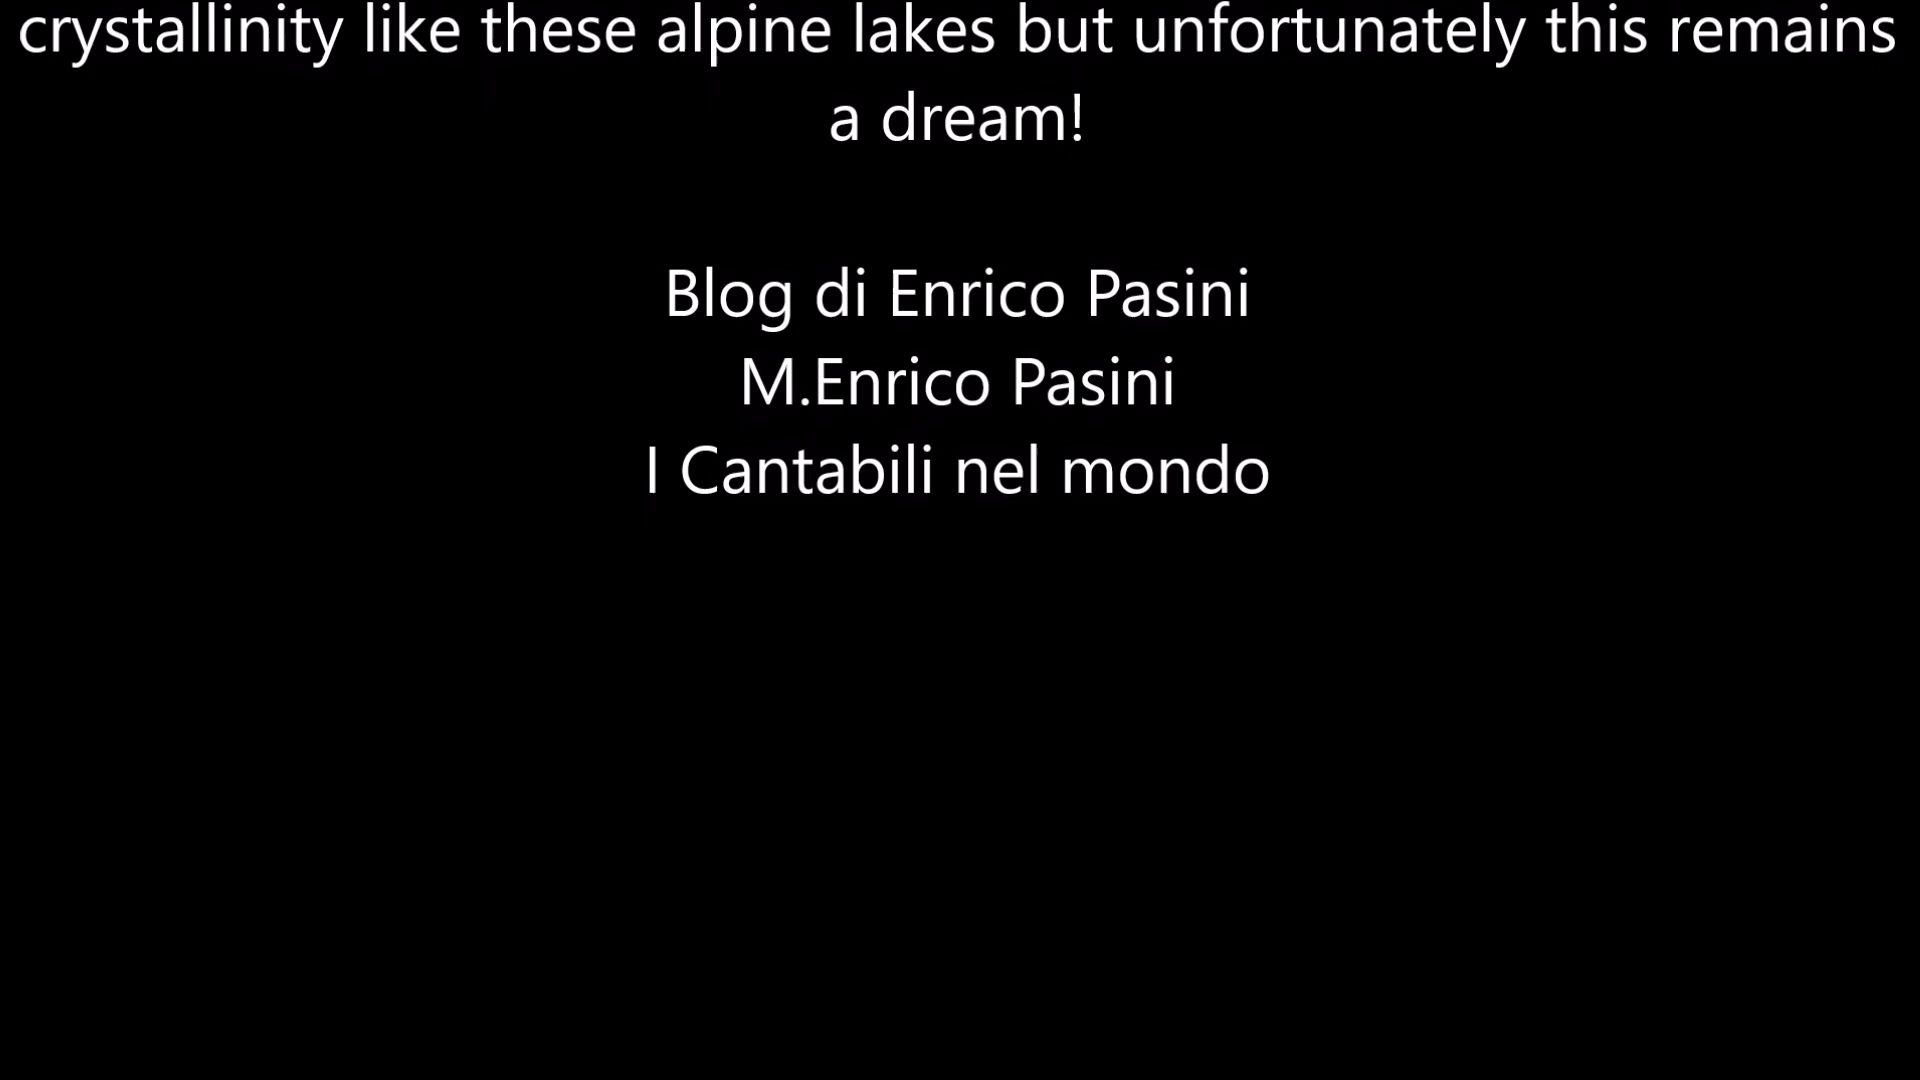 crystallinity like these alpine lakes but unfortunately this remains
a dream!
Blog di Enrico Pasini
M.Enrico Pasini
I Cantabili nel mondo